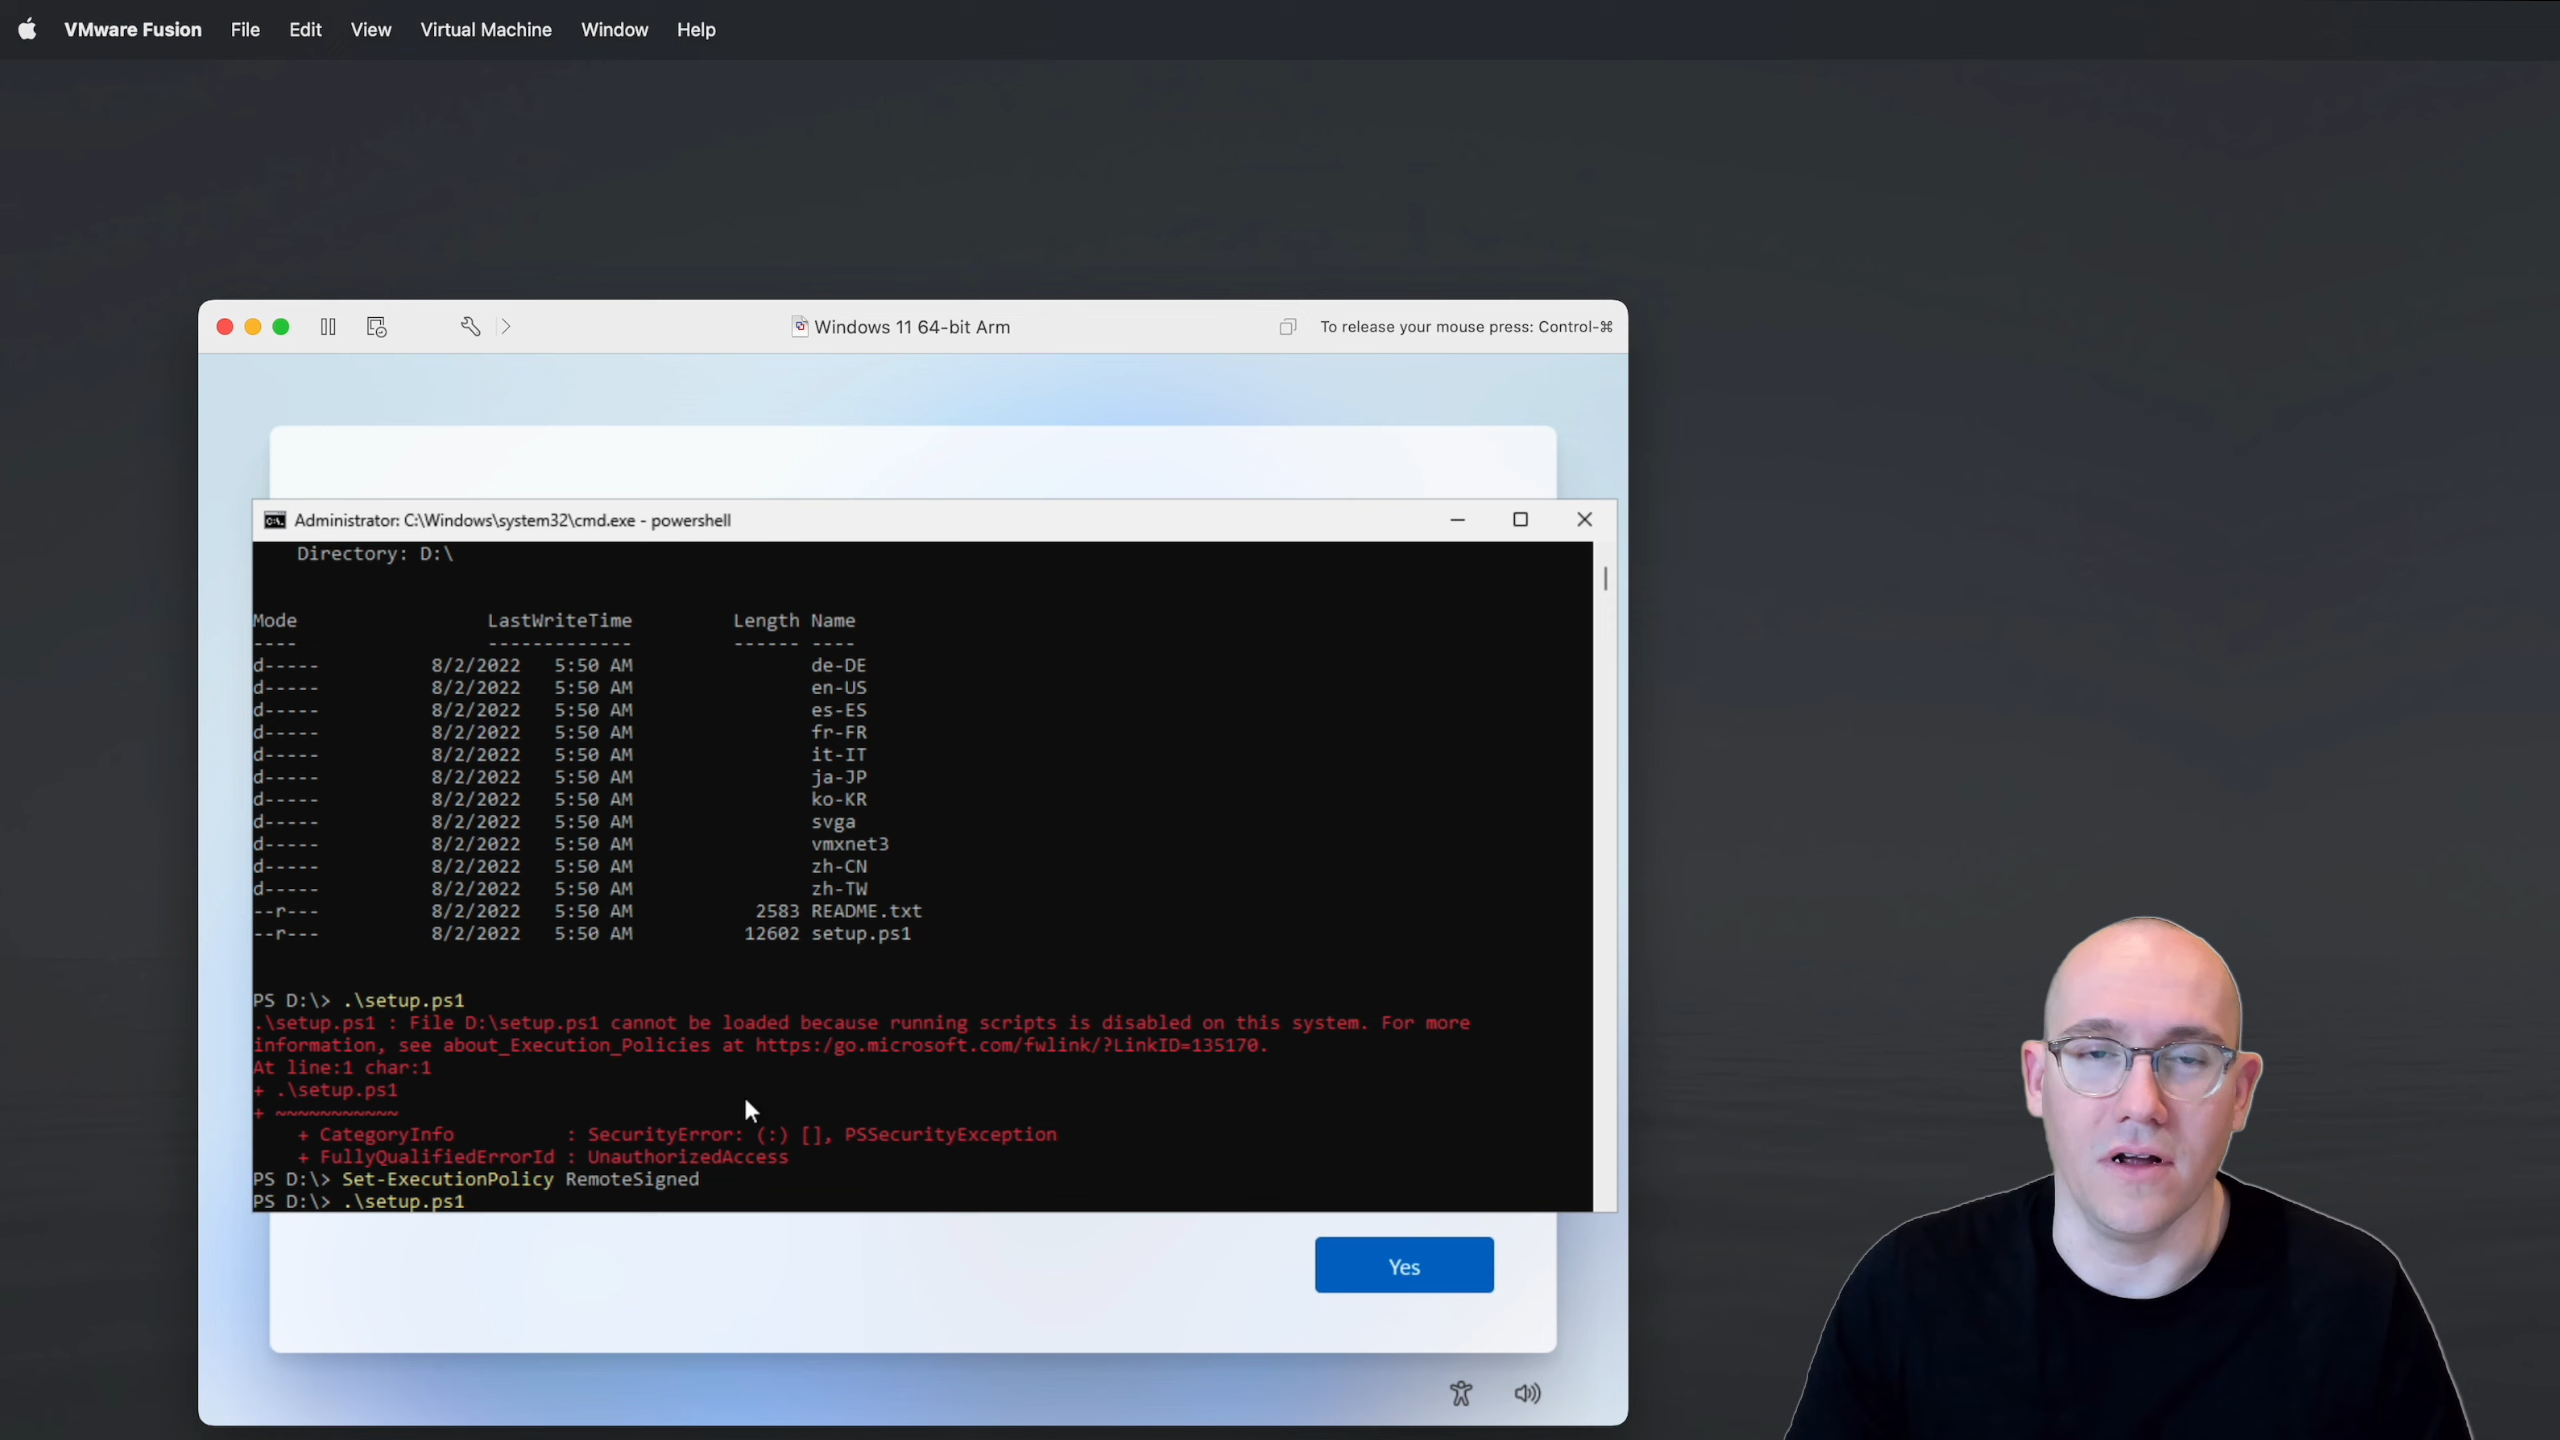 VMware Fusion File Edit View Virtual Machine Window Help
Windows 11 64-bit Arm
To release your mouse press: Control-⌘
Administrator: C:\Windows\system32\cmd.exe - powershell
Directory: D:\
Mode LastWriteTime Length Name
---- ------------- ------ ----
d----- 8/2/2022 5:50 AM de-DE
d----- 8/2/2022 5:50 AM en-US
d----- 8/2/2022 5:50 AM es-ES
d----- 8/2/2022 5:50 AM fr-FR
d----- 8/2/2022 5:50 AM it-IT
d----- 8/2/2022 5:50 AM ja-JP
d----- 8/2/2022 5:50 AM ko-KR
d----- 8/2/2022 5:50 AM svga
d----- 8/2/2022 5:50 AM vmxnet3
d----- 8/2/2022 5:50 AM zh-CN
d----- 8/2/2022 5:50 AM zh-TW
--r--- 8/2/2022 5:50 AM 2583 README.txt
--r--- 8/2/2022 5:50 AM 12602 setup.ps1
PS D:\> .\setup.ps1
.\setup.ps1 : File D:\setup.ps1 cannot be loaded because running scripts is disabled on this system. For more
information, see about_Execution_Policies at https:/go.microsoft.com/fwlink/?LinkID=135170.
At line:1 char:1
+ .\setup.ps1
+ ~~~~~~~~~~~
+ CategoryInfo : SecurityError: (:) [], PSSecurityException
+ FullyQualifiedErrorId : UnauthorizedAccess
PS D:\> Set-ExecutionPolicy RemoteSigned
PS D:\> .\setup.ps1
Yes